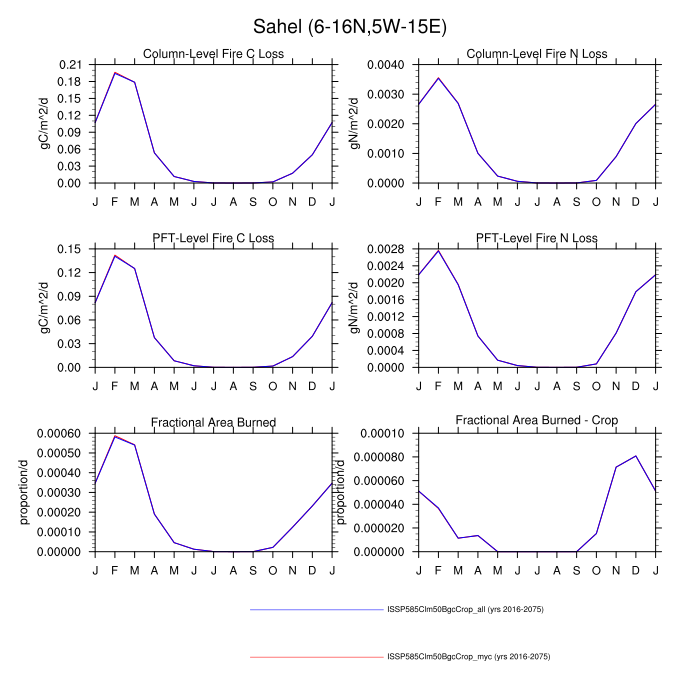 Sahel (6-16N,5W-15E)
Column-Level Fire C Loss
gC/m^2/d
0.21
0.18
0.15
0.12
0.09
0.06
0.03
0.00
J F M A M J J A S O N D J
Column-Level Fire N Loss
gN/m^2/d
0.0040
0.0030
0.0020
0.0010
0.0000
J F M A M J J A S O N D J
PFT-Level Fire C Loss
gC/m^2/d
0.15
0.12
0.09
0.06
0.03
0.00
J F M A M J J A S O N D J
PFT-Level Fire N Loss
gN/m^2/d
0.0028
0.0024
0.0020
0.0016
0.0012
0.0008
0.0004
0.0000
J F M A M J J A S O N D J
Fractional Area Burned
proportion/d
0.00060
0.00050
0.00040
0.00030
0.00020
0.00010
0.00000
J F M A M J J A S O N D J
Fractional Area Burned - Crop
proportion/d
0.00010
0.000080
0.000060
0.000040
0.000020
0.000000
J F M A M J J A S O N D J
ISSP585Clm50BgcCrop_all (yrs 2016-2075)
ISSP585Clm50BgcCrop_myc (yrs 2016-2075)